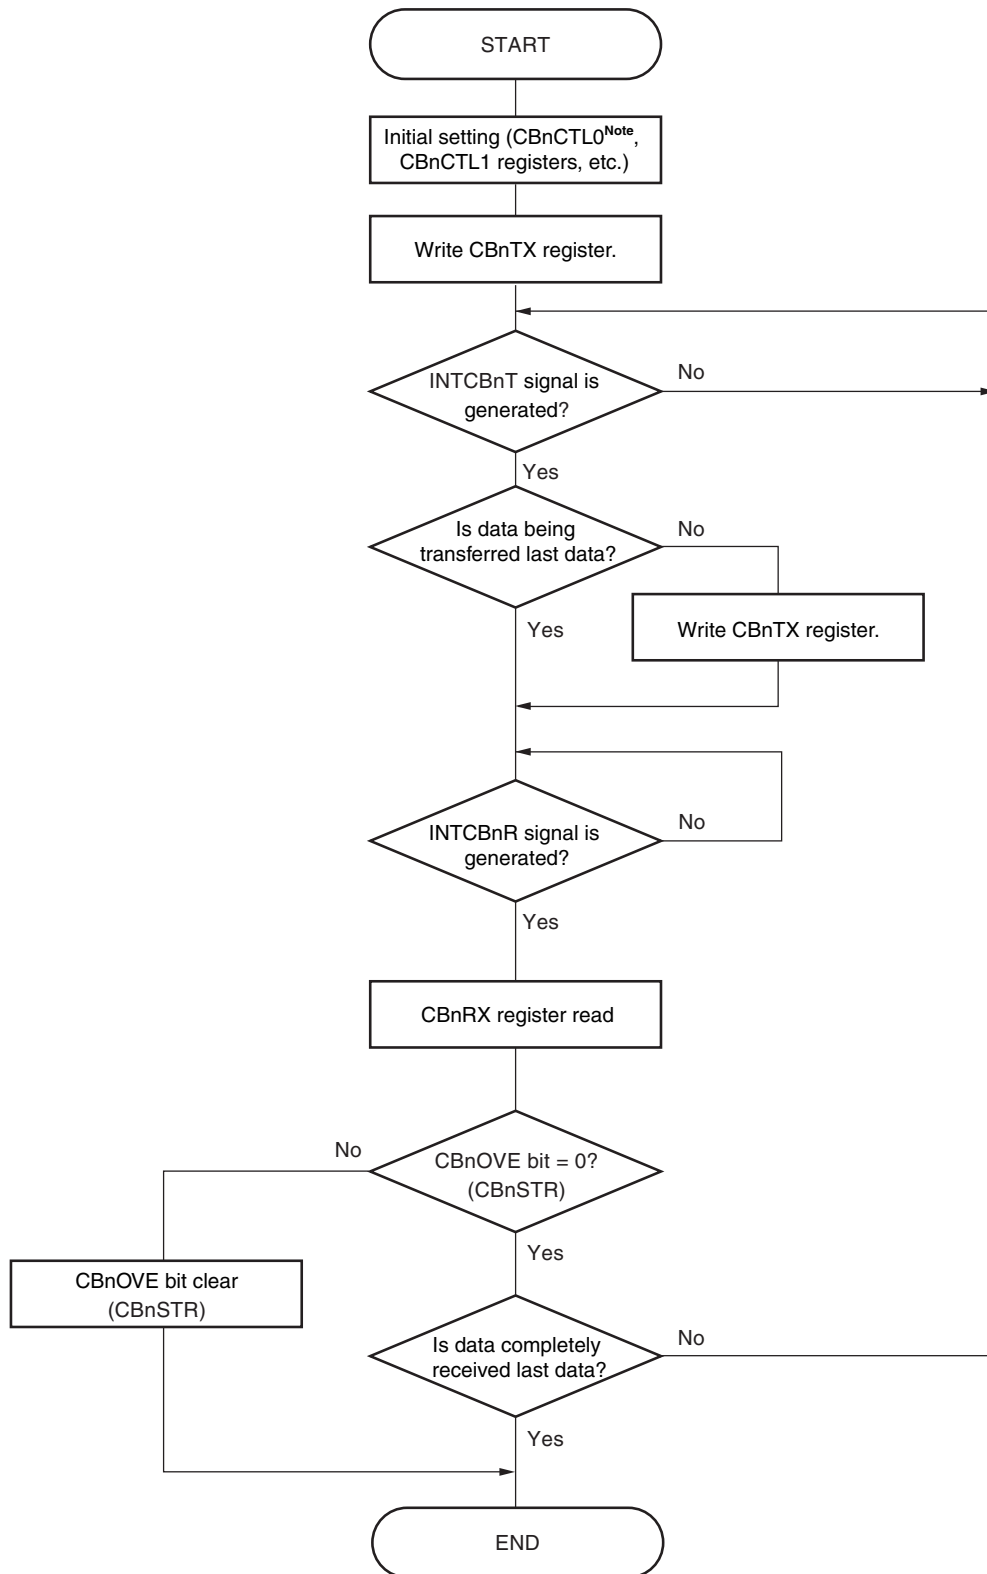 START
Initial setting (CBnCTL0Note,
CBnCTL1 registers, etc.)
Write CBnTX register.
INTCBnT signal is
generated?
No
Yes
Is data being
transferred last data?
No
Write CBnTX register.
Yes
INTCBnR signal is
generated?
No
Yes
CBnRX register read
No
CBnOVE bit = 0?
(CBnSTR)
Yes
CBnOVE bit clear
(CBnSTR)
Is data completely
received last data?
No
Yes
END